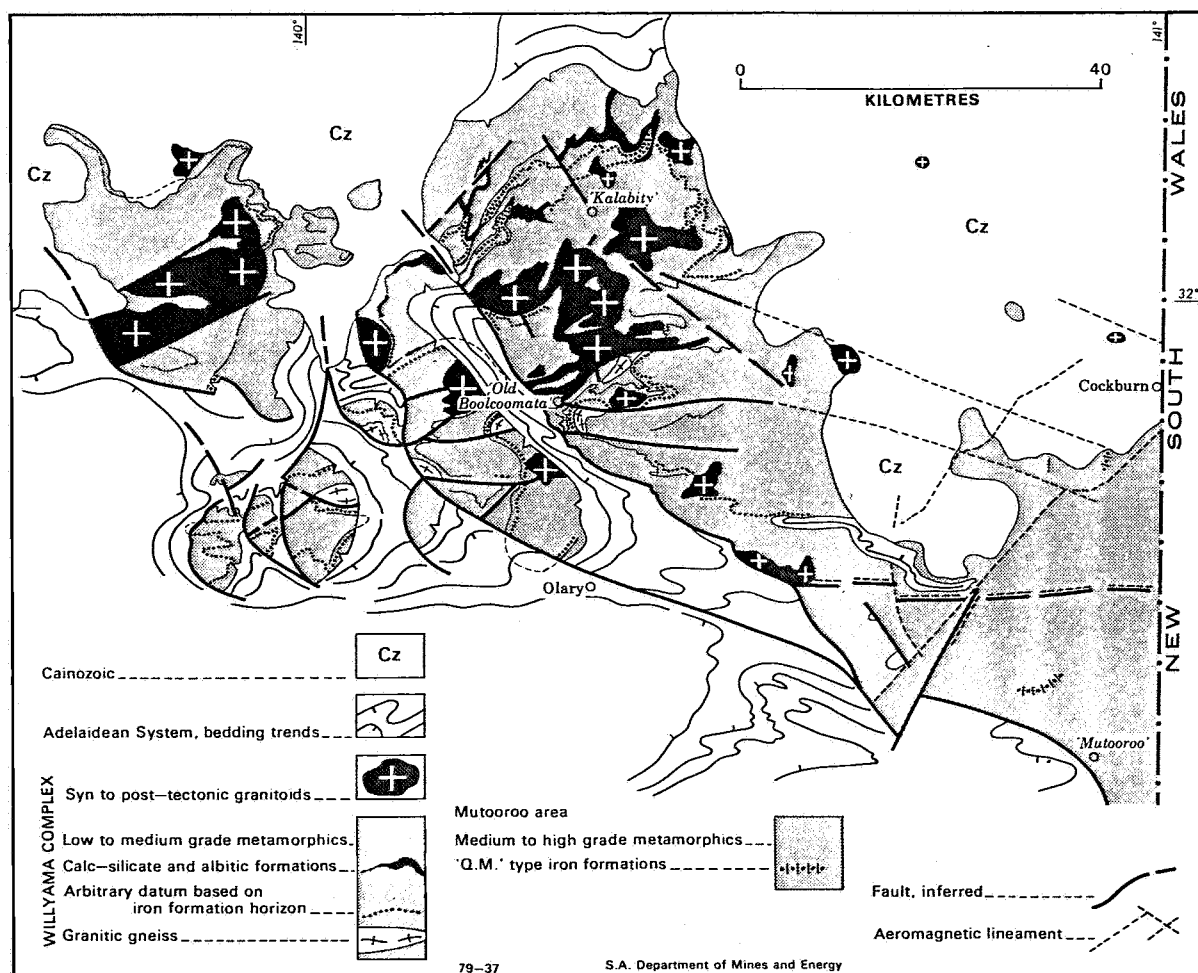 140°
141°
0 40
KILOMETRES
WALES
SOUTH
NEW
Cz
Cz
Cz
Cz
'Kalabity'
32°
Cockburn
'Old
Boolcoomata'
Olary
'Mutooroo'
Cainozoic
Cz
Adelaidean System, bedding trends
Syn to post—tectonic granitoids
WILLYAMA COMPLEX
Low to medium grade metamorphics
Calc—silicate and albitic formations
Arbitrary datum based on
iron formation horizon
Granitic gneiss
Mutooroo area
Medium to high grade metamorphics
'Q.M.' type iron formations
Fault, inferred
Aeromagnetic lineament
79—37
S.A. Department of Mines and Energy